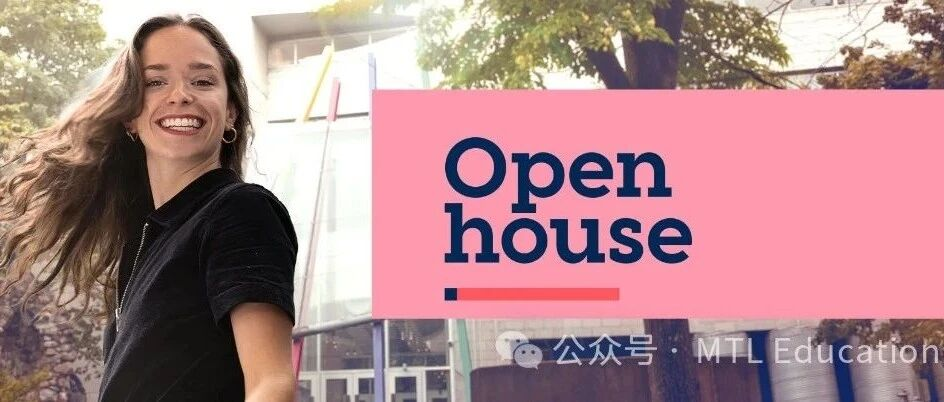 Open
house
公众号 · MTL Education